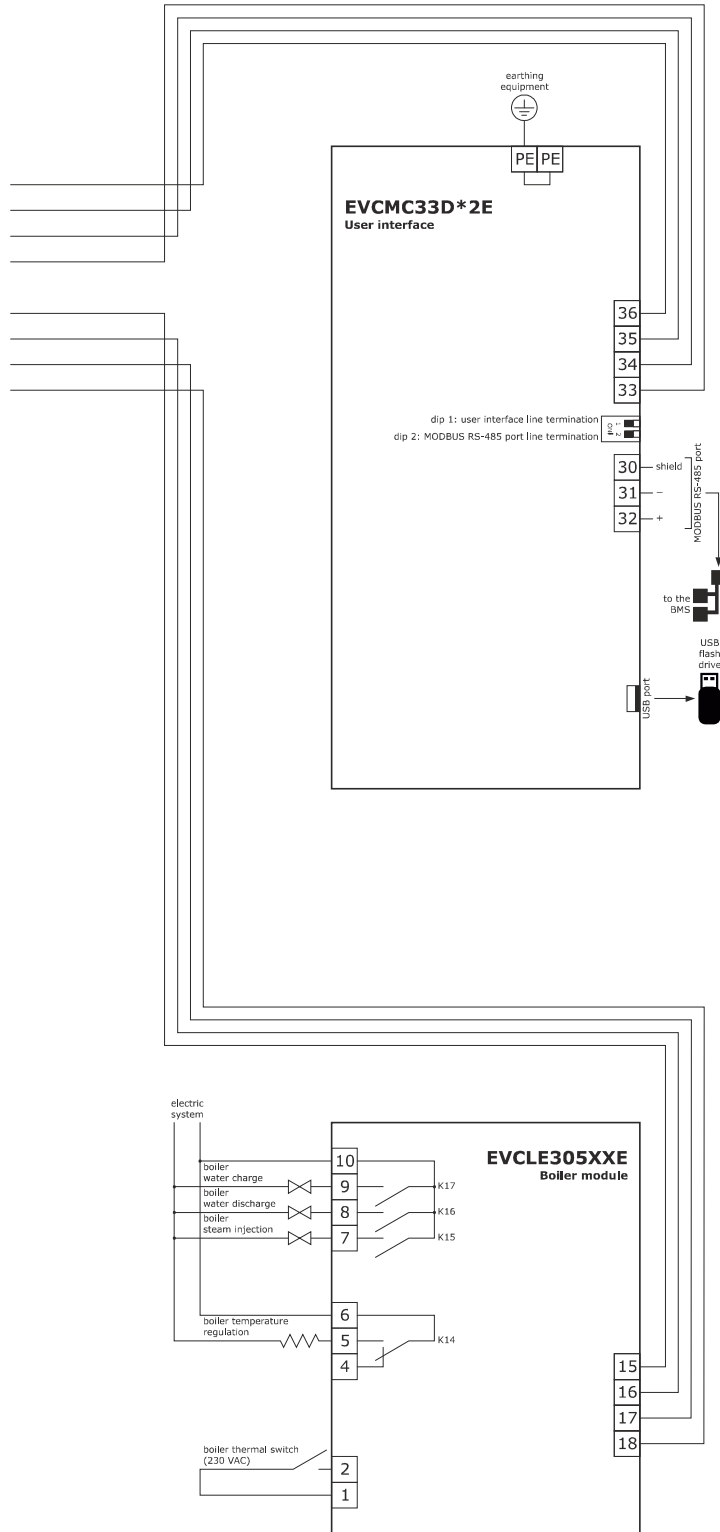 earthing
equipment
PE PE
EVCMC33D*2E
User interface
36
35
34
33
dip 1: user interface line termination
dip 2: MODBUS RS-485 port line termination
ON!
1
2
30
shield
31
–
32
+
MODBUS RS-485 port
to the
BMS
USB
flash
drive
USB port
electric
system
EVCLE305XXE
Boiler module
10
boiler
water charge
9
K17
boiler
water discharge
8
K16
boiler
steam injection
7
K15
6
boiler temperature
regulation
5
K14
4
15
16
17
18
boiler thermal switch
(230 VAC)
2
1